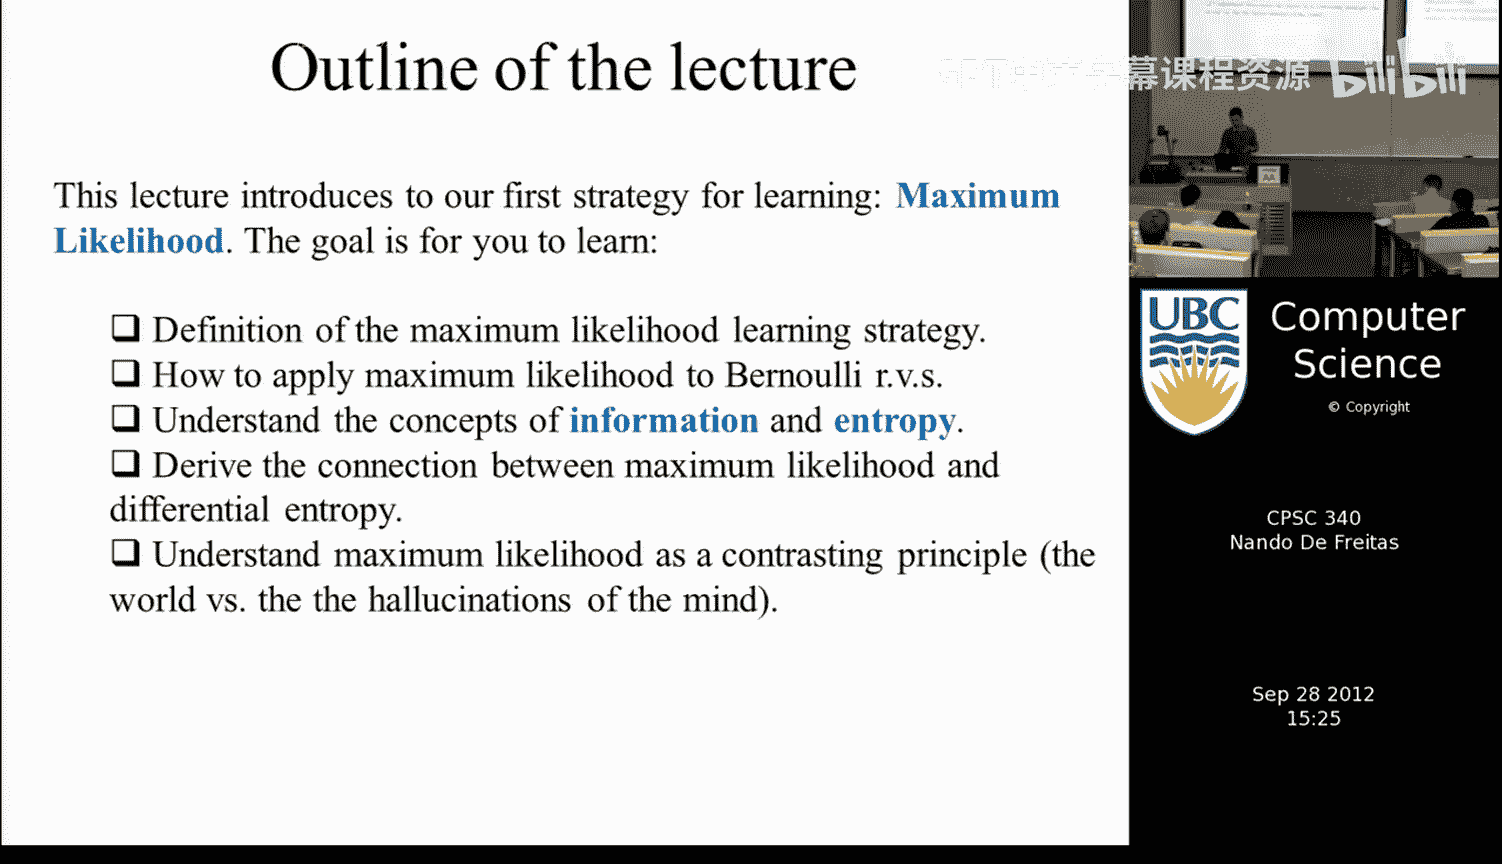 Outline of the lecture
This lecture introduces to our first strategy for learning: Maximum
Likelihood. The goal is for you to learn:
❑ Definition of the maximum likelihood learning strategy.
❑ How to apply maximum likelihood to Bernoulli r.v.s.
❑ Understand the concepts of information and entropy.
❑ Derive the connection between maximum likelihood and
differential entropy.
❑ Understand maximum likelihood as a contrasting principle (the
world vs. the the hallucinations of the mind).
幕课程资源 bilibili
UBC
Computer
Science
© Copyright
CPSC 340
Nando De Freitas
Sep 28 2012
15:25